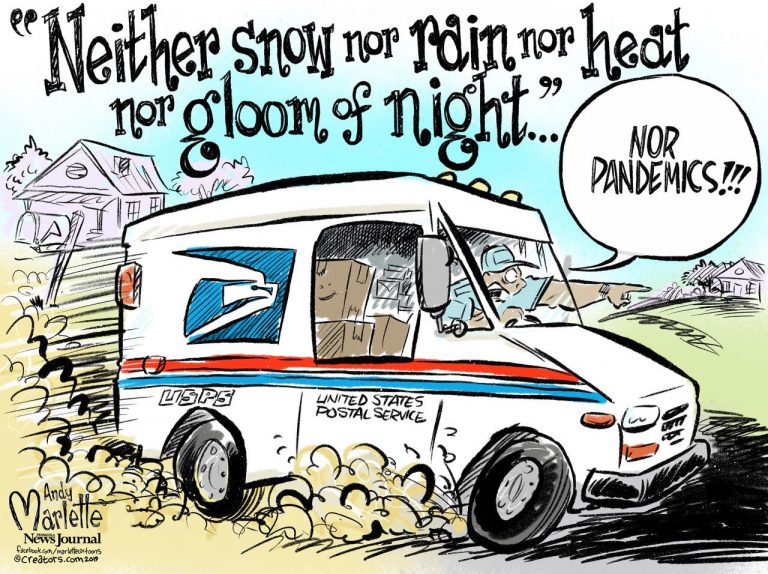 “Neither snow nor rain nor heat
nor gloom of night...”
NOR
PANDEMICS!!!
USPS
UNITED STATES
POSTAL SERVICE
Andy
Marlette
News Journal
facebook.com/marlettecartoons
©creators.com